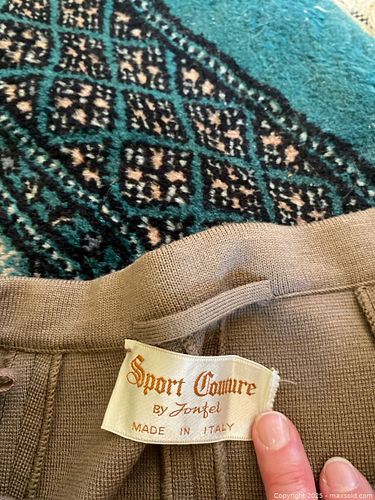 Sport Couture
BY Jonfel
MADE IN ITALY
Copyright 2025 - maxsold.com